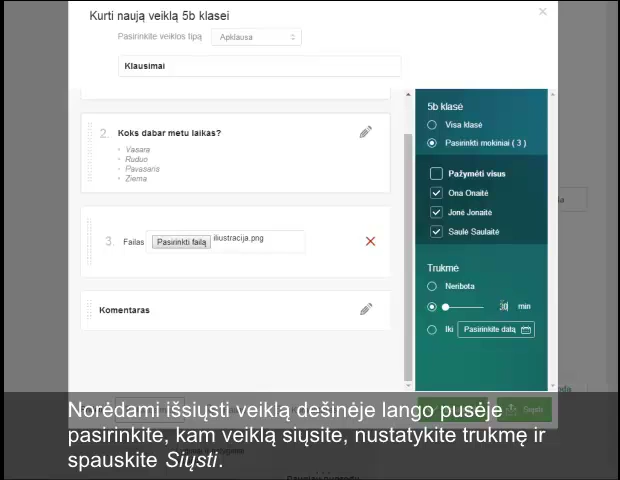 Kurti naują veiklą 5b klasei
Pasirinkite veiklos tipą
Apklausa
Klausimai
2. Koks dabar metu laikas?
Vasara
Ruduo
Pavasaris
Ziema
3. Failas Pasirinkti failą iliustracija.png
Komentaras
5b klasė
Visa klasė
Pasirinkti mokiniai ( 3 )
Pažymėti visus
Ona Onaitė
Jonė Jonaitė
Saulė Saulaitė
Trukmė
Neribota
30 min
Iki Pasirinkite datą
Siųsti
Norėdami išsiųsti veiklą dešinėje lango pusėje
pasirinkite, kam veiklą siųsite, nustatykite trukmę ir
spauskite Siųsti.